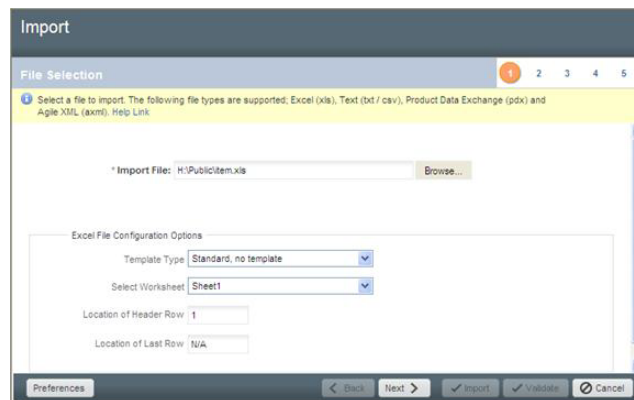 Import
File Selection
1 2 3 4 5
Select a file to import. The following file types are supported; Excel (xls), Text (txt / csv), Product Data Exchange (pdx) and
Agile XML (axml). Help Link
* Import File: H:\Public\item.xls Browse...
Excel File Configuration Options
Template Type Standard, no template
Select Worksheet Sheet1
Location of Header Row 1
Location of Last Row N/A
Preferences < Back Next > Import Validate Cancel